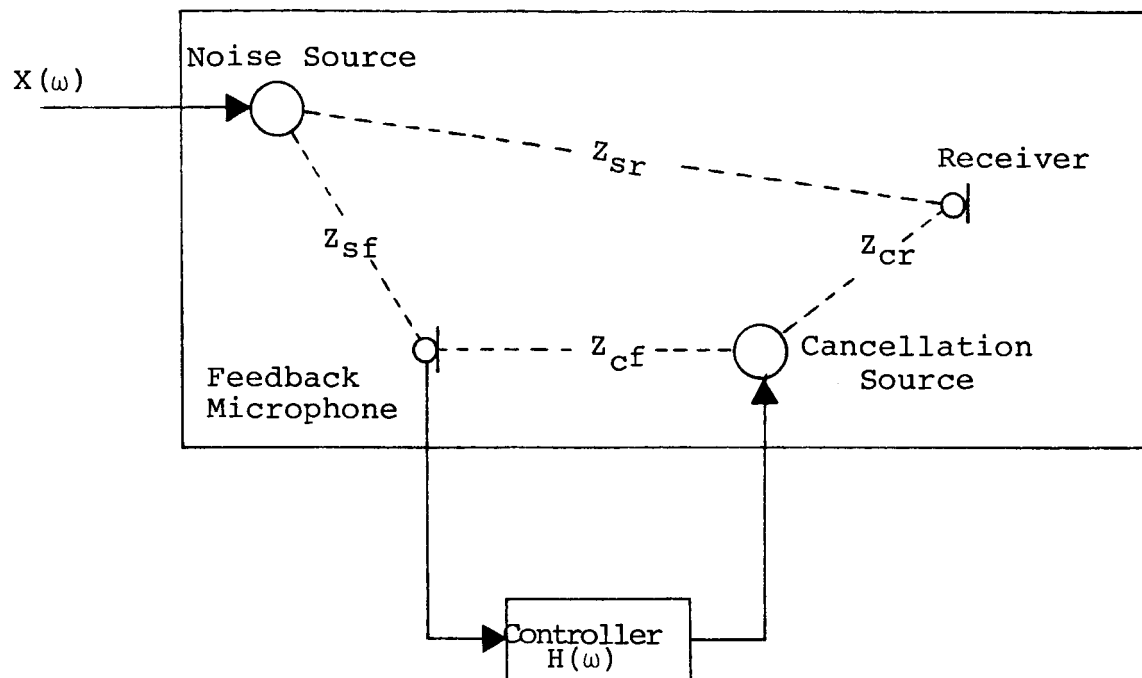 Noise Source
X(ω)
Zsr
Receiver
Zsf
Zcr
Zcf
Cancellation
Source
Feedback
Microphone
Controller
H(ω)